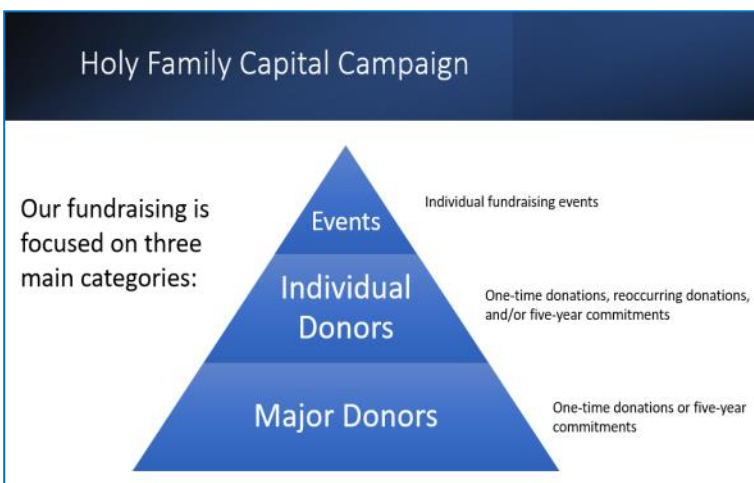 Holy Family Capital Campaign
Our fundraising is
focused on three
main categories:
Events
Individual fundraising events
Individual
Donors
One-time donations, reoccurring donations,
and/or five-year commitments
Major Donors
One-time donations or five-year
commitments